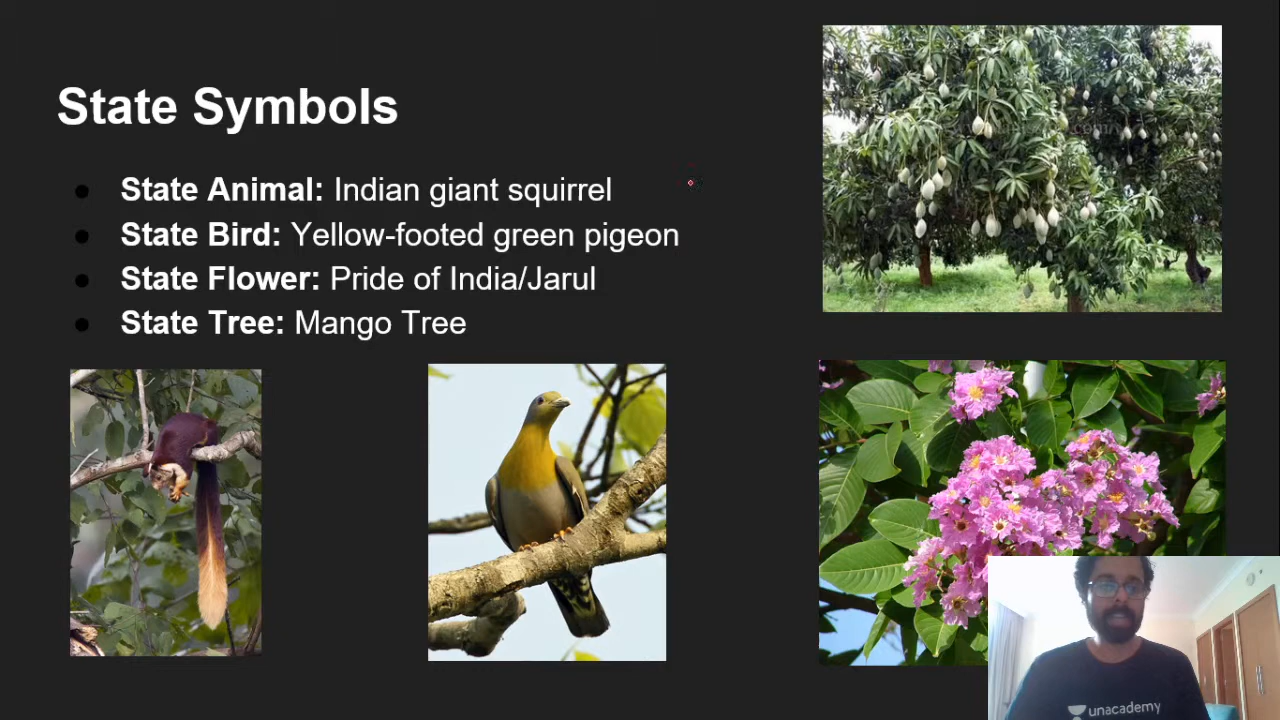 State Symbols
State Animal: Indian giant squirrel
State Bird: Yellow-footed green pigeon
State Flower: Pride of India/Jarul
State Tree: Mango Tree
unacademy